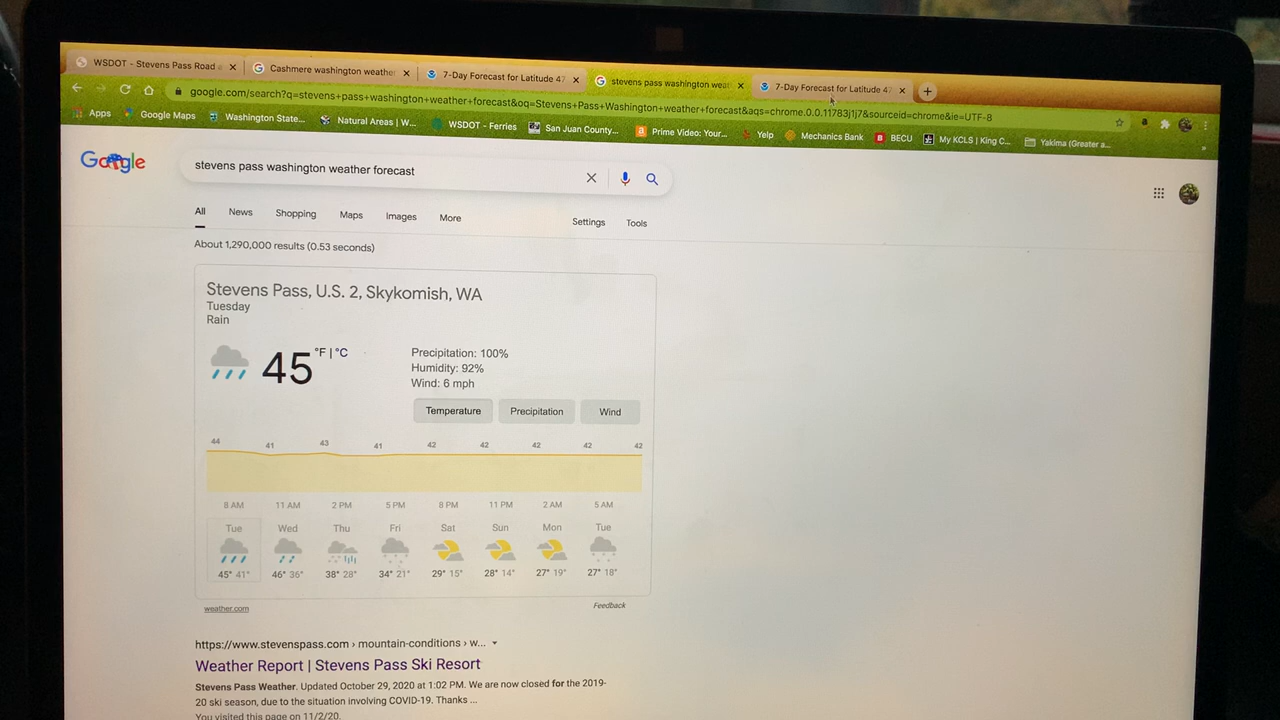 WSDOT - Stevens Pass Road
Cashmere washington weather
7-Day Forecast for Latitude 47
stevens pass washington weat
7-Day Forecast for Latitude 47
google.com/search?q=stevens+pass+washington+weather+forecast&oq=Stevens+Pass+Washington+weather+forecast&aqs=chrome.0.0.11783j1j7&sourceid=chrome&ie=UTF-8
Apps
Google Maps
Washington State...
Natural Areas | W...
WSDOT - Ferries
San Juan County...
Prime Video: Your...
Yelp
Mechanics Bank
BECU
My KCLS | King C...
Yakima (Greater a...
Google
stevens pass washington weather forecast
All News Shopping Maps Images More Settings Tools
About 1,290,000 results (0.53 seconds)
Stevens Pass, U.S. 2, Skykomish, WA
Tuesday
Rain
45 °F | °C
Precipitation: 100%
Humidity: 92%
Wind: 6 mph
Temperature Precipitation Wind
44 41 43 41 42 42 42 42 42
8 AM 11 AM 2 PM 5 PM 8 PM 11 PM 2 AM 5 AM
Tue Wed Thu Fri Sat Sun Mon Tue
45° 41° 46° 36° 38° 28° 34° 21° 29° 15° 28° 14° 27° 19° 27° 18°
weather.com Feedback
https://www.stevenspass.com › mountain-conditions › w...
Weather Report | Stevens Pass Ski Resort
Stevens Pass Weather. Updated October 29, 2020 at 1:02 PM. We are now closed for the 2019-
20 ski season, due to the situation involving COVID-19. Thanks ...
You visited this page on 11/2/20.